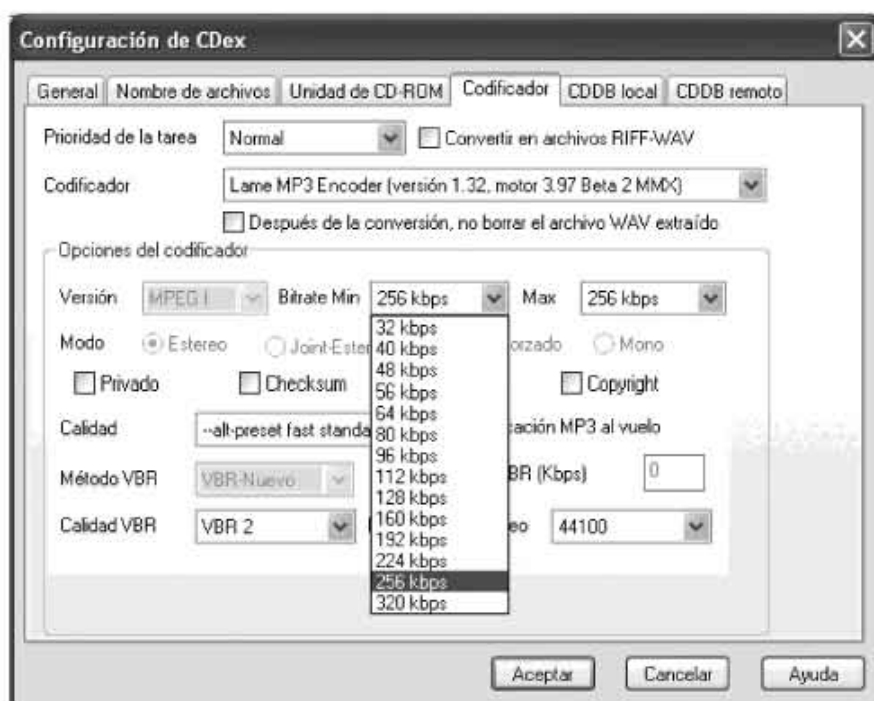 Configuración de CDex
General Nombre de archivos Unidad de CD-ROM Codificador CDDB local CDDB remoto
Prioridad de la tarea Normal Convertir en archivos RIFF-WAV
Codificador Lame MP3 Encoder (versión 1.32, motor 3.97 Beta 2 MMX)
Después de la conversión, no borrar el archivo WAV extraído
Opciones del codificador
Versión MPEG I Bitrate Min 256 kbps Max 256 kbps
Modo Estereo Joint-Ester orzado Mono
Privado Checksum Copyright
Calidad --alt-preset fast standa cación MP3 al vuelo
Método VBR VBR-Nuevo BR (Kbps) 0
Calidad VBR VBR 2 eo 44100
32 kbps
40 kbps
48 kbps
56 kbps
64 kbps
80 kbps
96 kbps
112 kbps
128 kbps
160 kbps
192 kbps
224 kbps
256 kbps
320 kbps
Aceptar Cancelar Ayuda